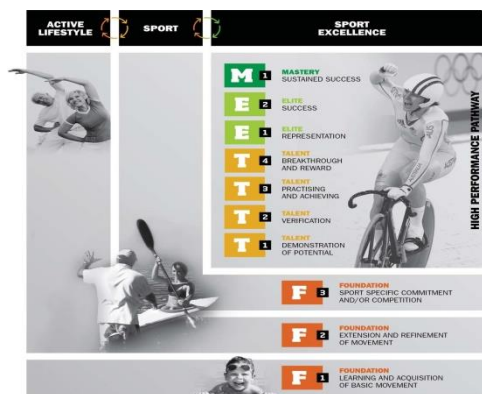 ACTIVE
LIFESTYLE
SPORT
SPORT
EXCELLENCE
M 1 MASTERY
SUSTAINED SUCCESS
E 2 ELITE
SUCCESS
E 1 ELITE
REPRESENTATION
T 4 TALENT
BREAKTHROUGH
AND REWARD
T 3 TALENT
PRACTISING
AND ACHIEVING
T 2 TALENT
VERIFICATION
T 1 TALENT
DEMONSTRATION
OF POTENTIAL
HIGH PERFORMANCE PATHWAY
F 3 FOUNDATION
SPORT SPECIFIC COMMITMENT
AND/OR COMPETITION
F 2 FOUNDATION
EXTENSION AND REFINEMENT
OF MOVEMENT
F 1 FOUNDATION
LEARNING AND ACQUISITION
OF BASIC MOVEMENT